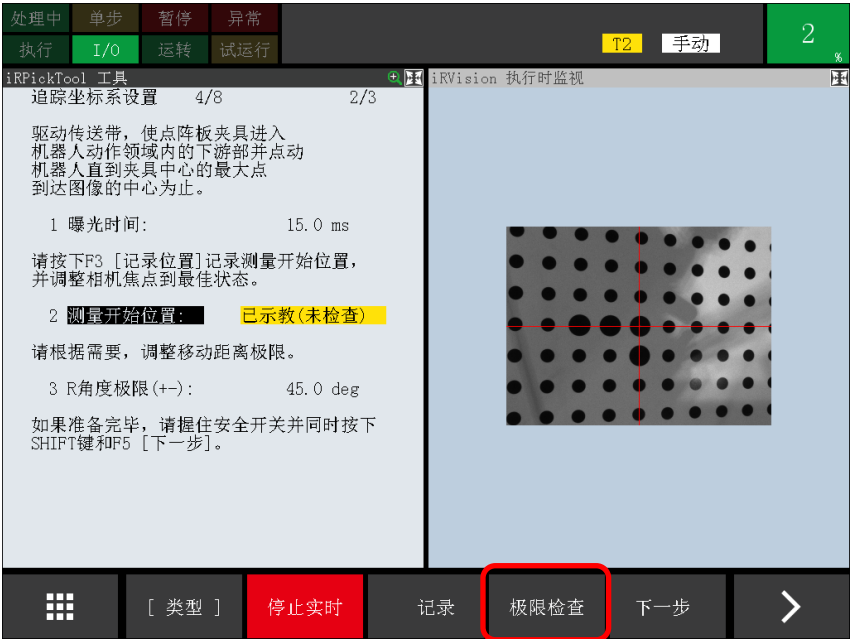 处理中 单步 暂停 异常
执行 I/O 运转 试运行
T2 手动
2 %
iRPickTool 工具
追踪坐标系设置 4/8 2/3
驱动传送带，使点阵板夹具进入
机器人动作领域内的下游部并点动
机器人直到夹具中心的最大点
到达图像的中心为止。
1 曝光时间: 15.0 ms
请按下F3 [记录位置]记录测量开始位置，
并调整相机焦点到最佳状态。
2 测量开始位置: 已示教(未检查)
请根据需要，调整移动距离极限。
3 R角度极限(+-): 45.0 deg
如果准备完毕，请握住安全开关并同时按下
SHIFT键和F5 [下一步]。
iRVision 执行时监视
[ 类型 ] 停止实时 记录 极限检查 下一步